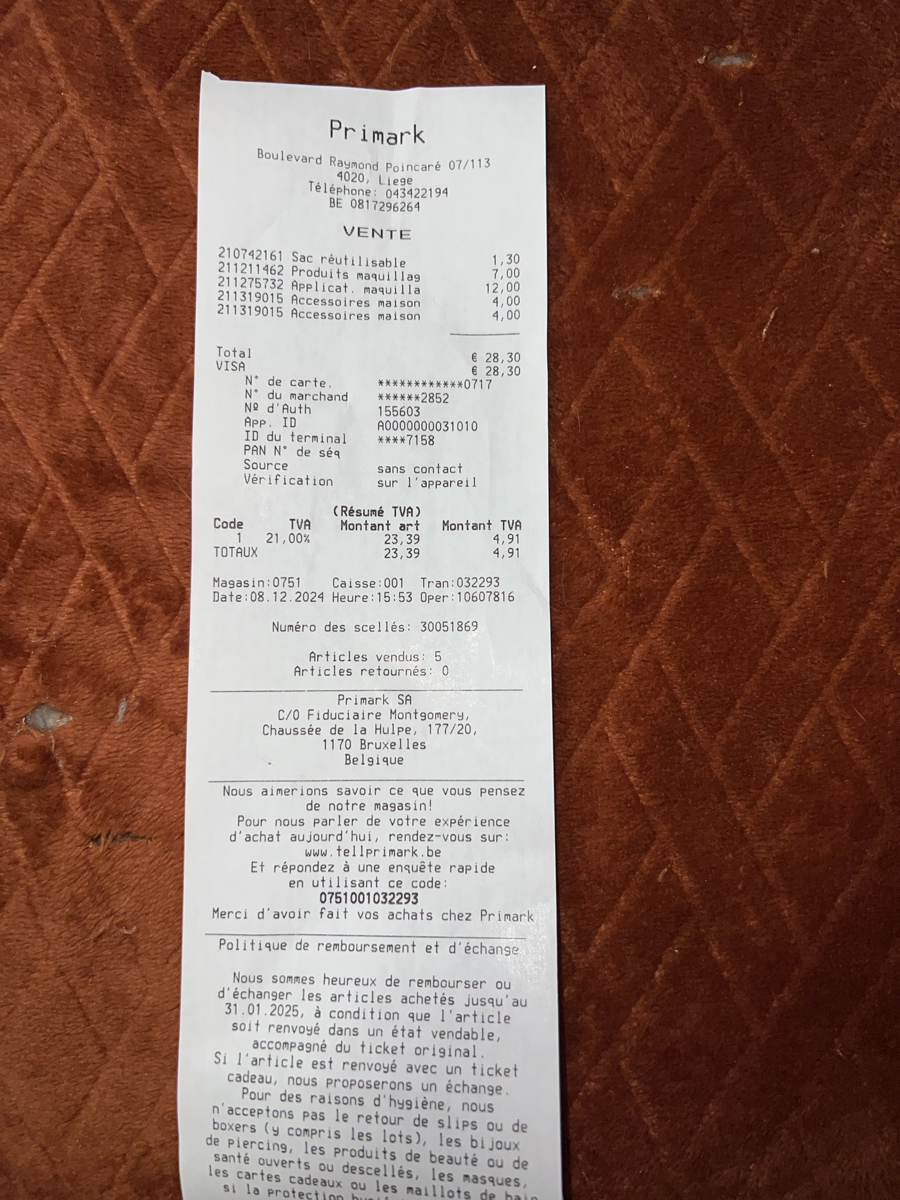 Primark
Boulevard Raymond Poincaré 07/113
4020, Liege
Téléphone: 043422194
BE 0817296264
VENTE
210742161 Sac réutilisable 1,30
211211462 Produits maquillag 7,00
211275732 Applicat. maquilla 12,00
211319015 Accessoires maison 4,00
211319015 Accessoires maison 4,00
Total € 28,30
VISA € 28,30
N° de carte. ************0717
N° du marchand ******2852
Nº d'Auth 155603
App. ID A0000000031010
ID du terminal ****7158
PAN N° de séq
Source sans contact
Vérification sur l'appareil
(Résumé TVA)
Code TVA Montant art Montant TVA
1 21,00% 23,39 4,91
TOTAUX 23,39 4,91
Magasin:0751 Caisse:001 Tran:032293
Date:08.12.2024 Heure:15:53 Oper:10607816
Numéro des scellés: 30051869
Articles vendus: 5
Articles retournés: 0
Primark SA
C/O Fiduciaire Montgomery,
Chaussée de la Hulpe, 177/20,
1170 Bruxelles
Belgique
Nous aimerions savoir ce que vous pensez
de notre magasin!
Pour nous parler de votre expérience
d'achat aujourd'hui, rendez-vous sur:
www.tellprimark.be
Et répondez à une enquête rapide
en utilisant ce code:
0751001032293
Merci d'avoir fait vos achats chez Primark
Politique de remboursement et d'échange
Nous sommes heureux de rembourser ou
d'échanger les articles achetés jusqu'au
31.01.2025, à condition que l'article
soit renvoyé dans un état vendable,
accompagné du ticket original.
Si l'article est renvoyé avec un ticket
cadeau, nous proposerons un échange.
Pour des raisons d'hygiène, nous
n'acceptons pas le retour de slips ou de
boxers (y compris les lots), les bijoux
de piercing, les produits de beauté ou de
santé ouverts ou descellés, les masques,
les cartes cadeaux ou les maillots de bain
si la protection